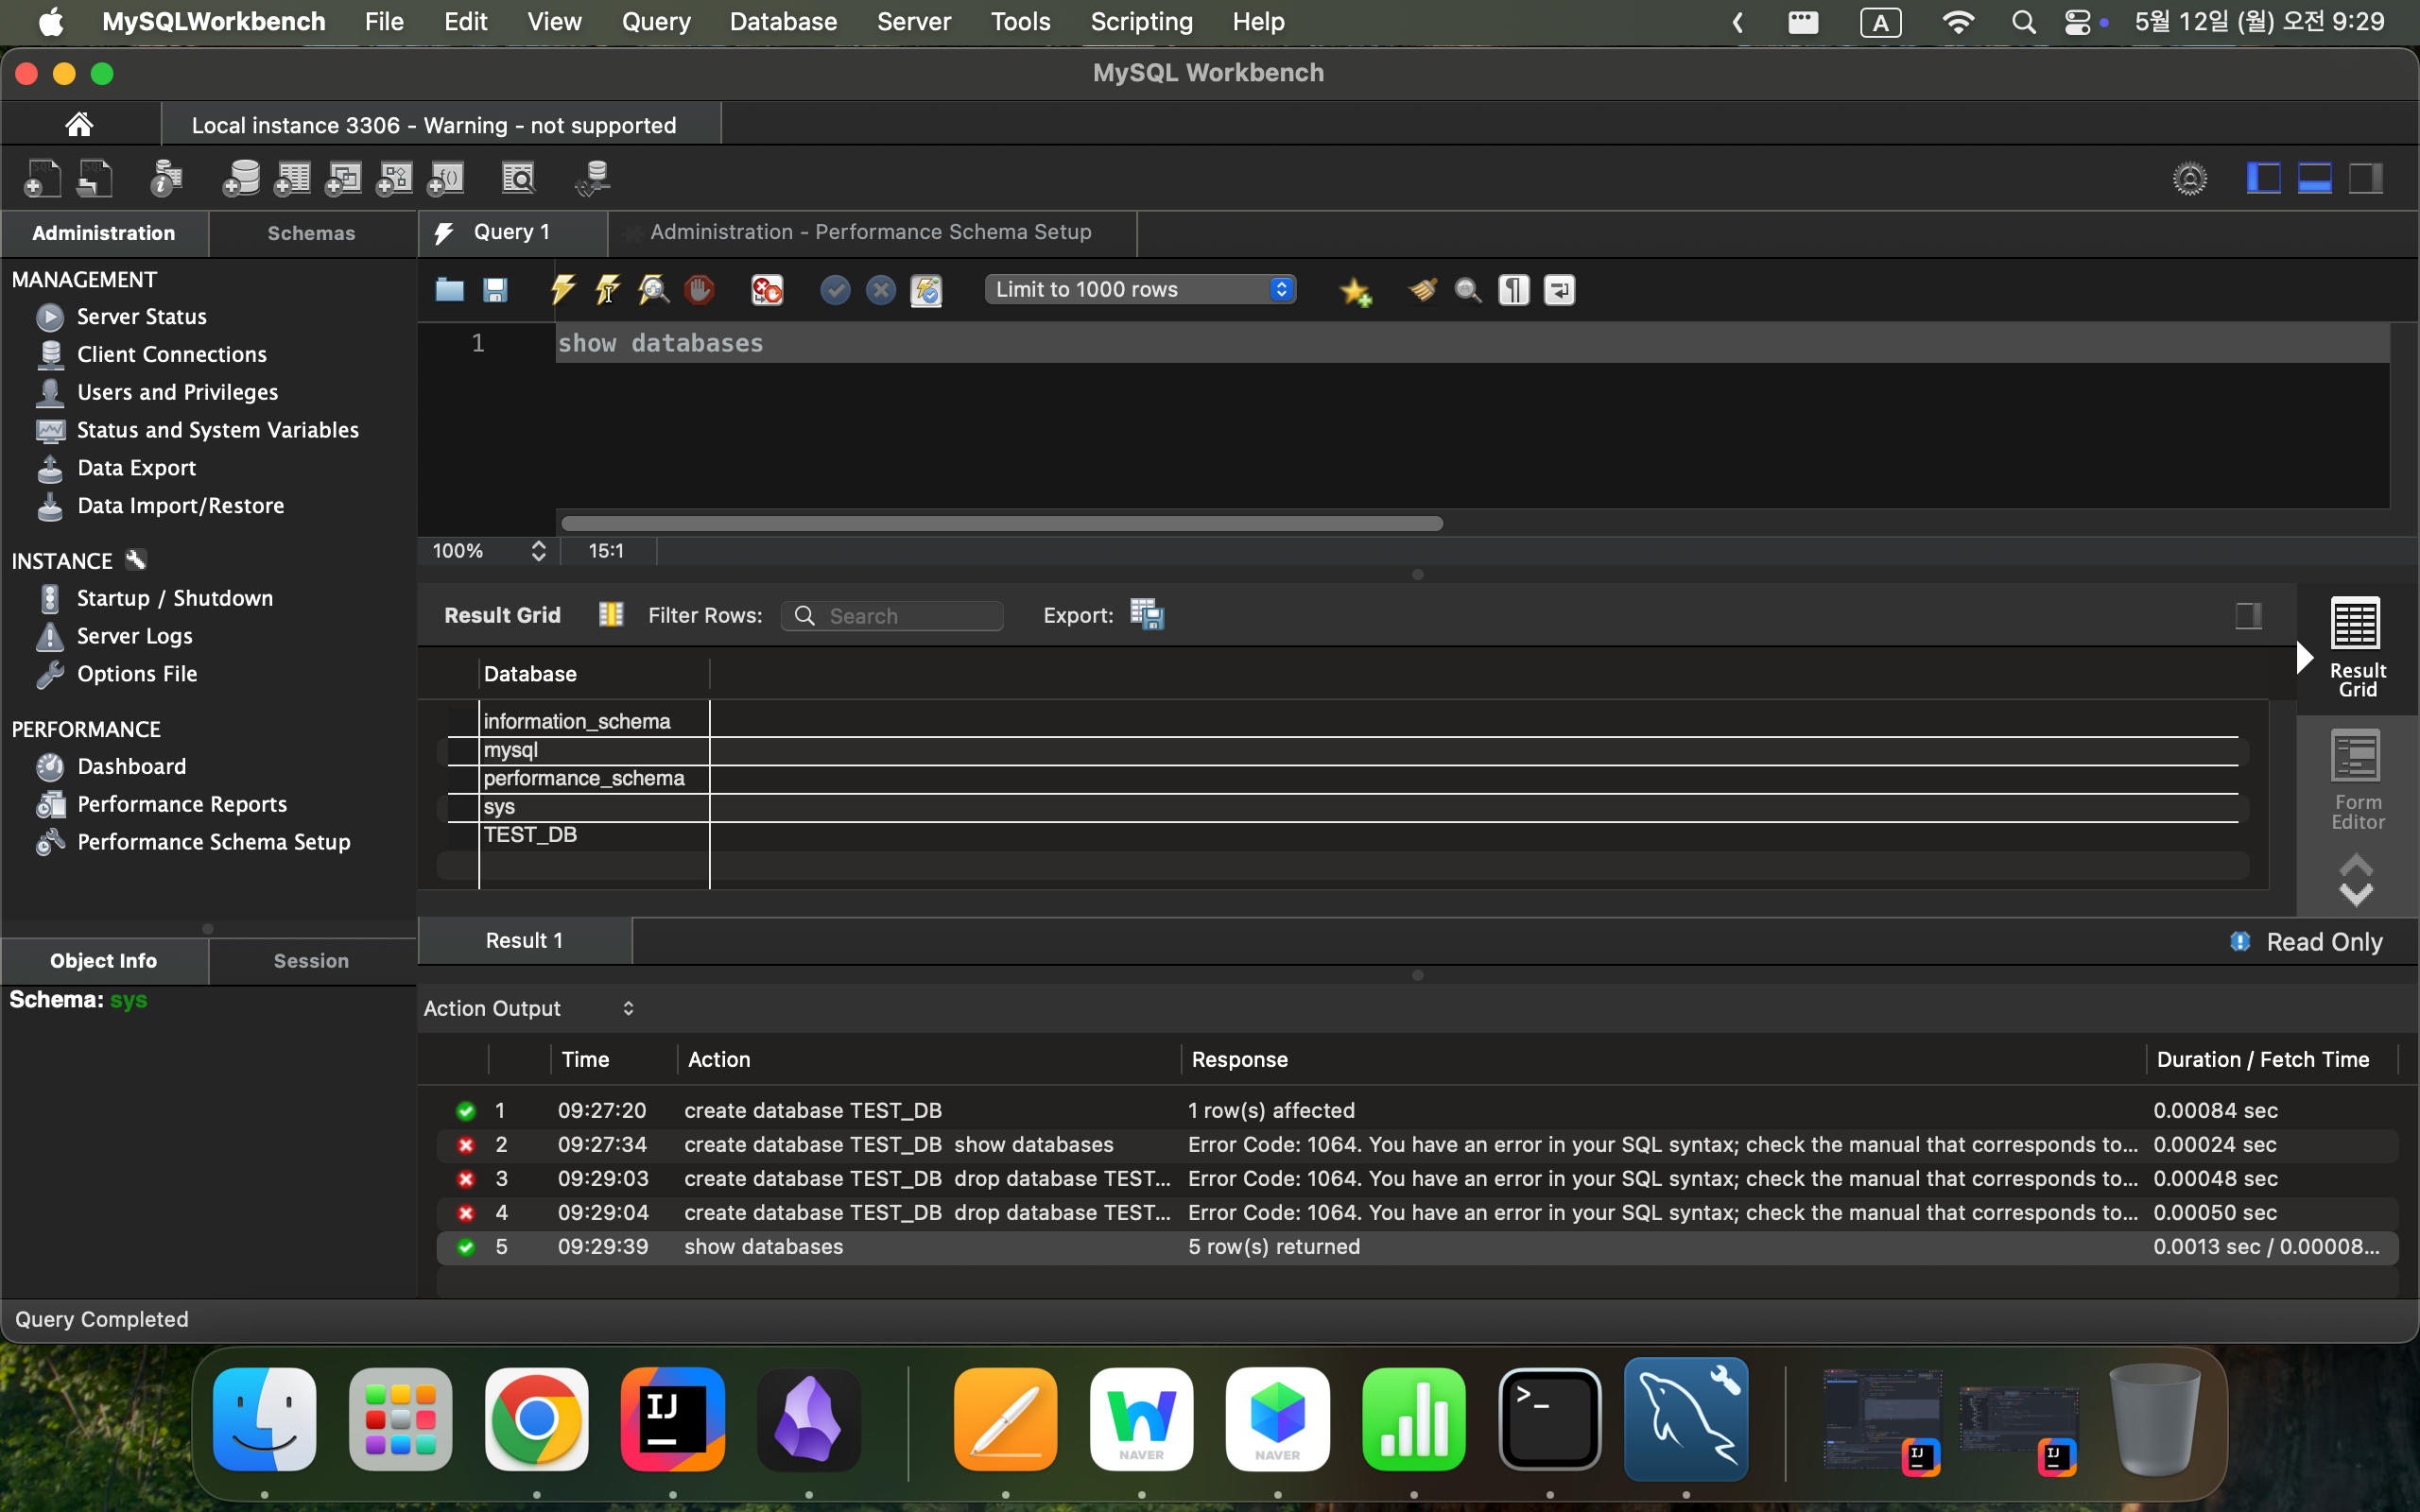 MySQLWorkbench File Edit View Query Database Server Tools Scripting Help A 5월 12일 (월) 오전 9:29
MySQL Workbench
Local instance 3306 - Warning - not supported
Administration Schemas Query 1 Administration - Performance Schema Setup
MANAGEMENT
Server Status
Client Connections
Users and Privileges
Status and System Variables
Data Export
Data Import/Restore
INSTANCE
Startup / Shutdown
Server Logs
Options File
PERFORMANCE
Dashboard
Performance Reports
Performance Schema Setup
Limit to 1000 rows
1 show databases
100% 15:1
Result Grid Filter Rows: Search Export:
Database
information_schema
mysql
performance_schema
sys
TEST_DB
Result Grid
Form Editor
Result 1 Read Only
Object Info Session
Schema: sys
Action Output
Time Action Response Duration / Fetch Time
1 09:27:20 create database TEST_DB 1 row(s) affected 0.00084 sec
2 09:27:34 create database TEST_DB show databases Error Code: 1064. You have an error in your SQL syntax; check the manual that corresponds to... 0.00024 sec
3 09:29:03 create database TEST_DB drop database TEST... Error Code: 1064. You have an error in your SQL syntax; check the manual that corresponds to... 0.00048 sec
4 09:29:04 create database TEST_DB drop database TEST... Error Code: 1064. You have an error in your SQL syntax; check the manual that corresponds to... 0.00050 sec
5 09:29:39 show databases 5 row(s) returned 0.0013 sec / 0.00008...
Query Completed
IJ
NAVER
NAVER
>_
IJ
IJ